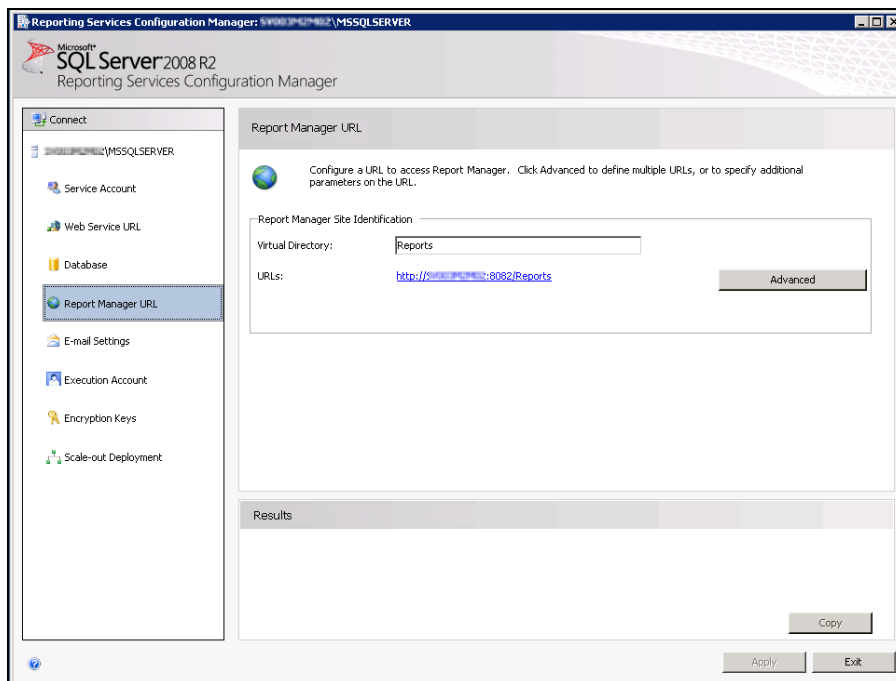 Reporting Services Configuration Manager: \MSSQLSERVER
Microsoft®
SQL Server 2008 R2
Reporting Services Configuration Manager
Connect
\MSSQLSERVER
Service Account
Web Service URL
Database
Report Manager URL
E-mail Settings
Execution Account
Encryption Keys
Scale-out Deployment
Report Manager URL
Configure a URL to access Report Manager. Click Advanced to define multiple URLs, or to specify additional
parameters on the URL.
Report Manager Site Identification
Virtual Directory: Reports
URLs: http:// :8082/Reports
Advanced
Results
Copy
Apply
Exit